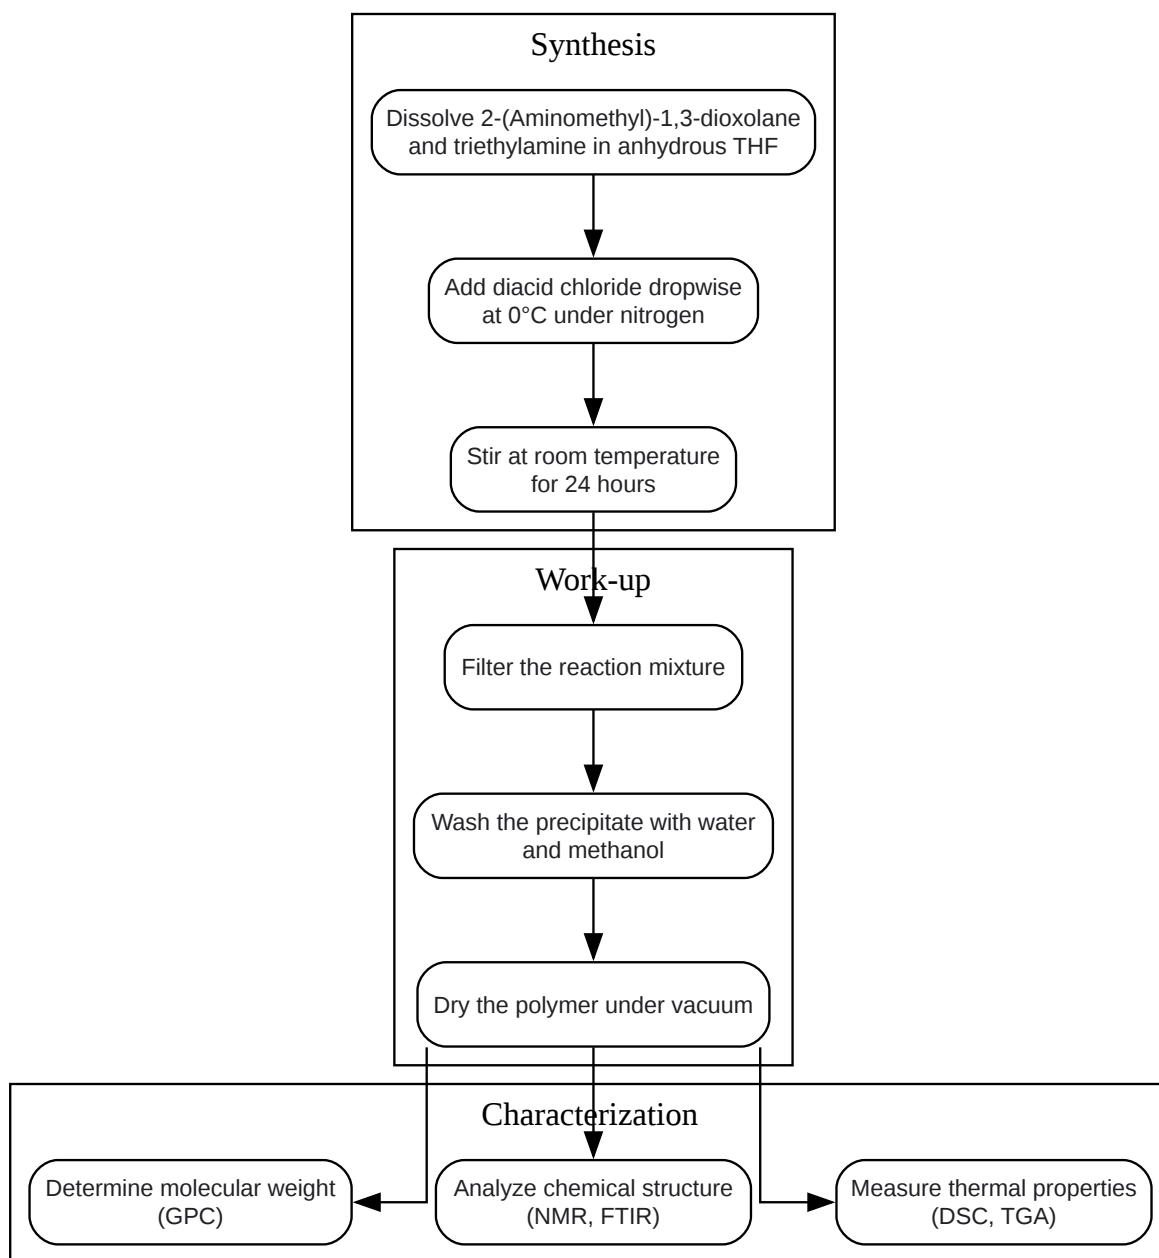 Synthesis
Dissolve 2-(Aminomethyl)-1,3-dioxolane
and triethylamine in anhydrous THF
Add diacid chloride dropwise
at 0°C under nitrogen
Stir at room temperature
for 24 hours
Work-up
Filter the reaction mixture
Wash the precipitate with water
and methanol
Dry the polymer under vacuum
Characterization
Determine molecular weight
(GPC)
Analyze chemical structure
(NMR, FTIR)
Measure thermal properties
(DSC, TGA)